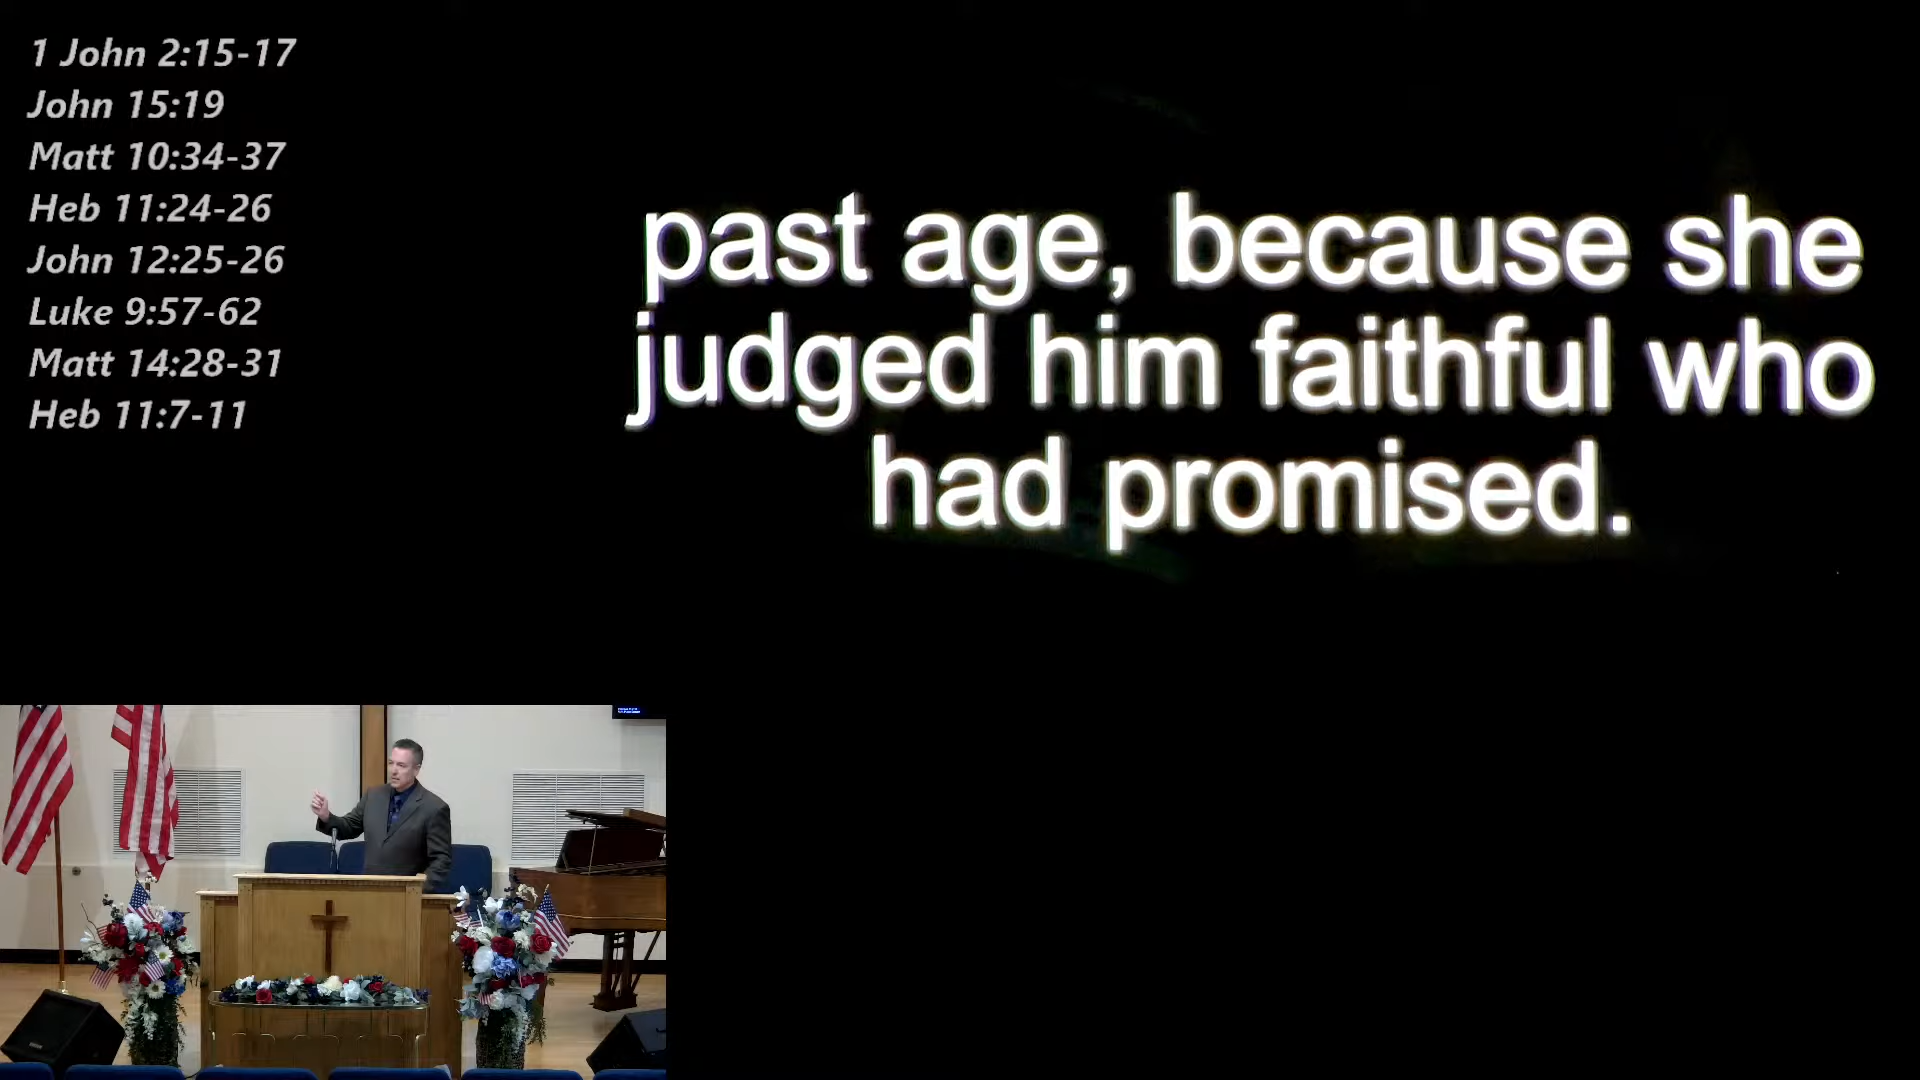 1 John 2:15-17
John 15:19
Matt 10:34-37
Heb 11:24-26
John 12:25-26
Luke 9:57-62
Matt 14:28-31
Heb 11:7-11
past age, because she
judged him faithful who
had promised.